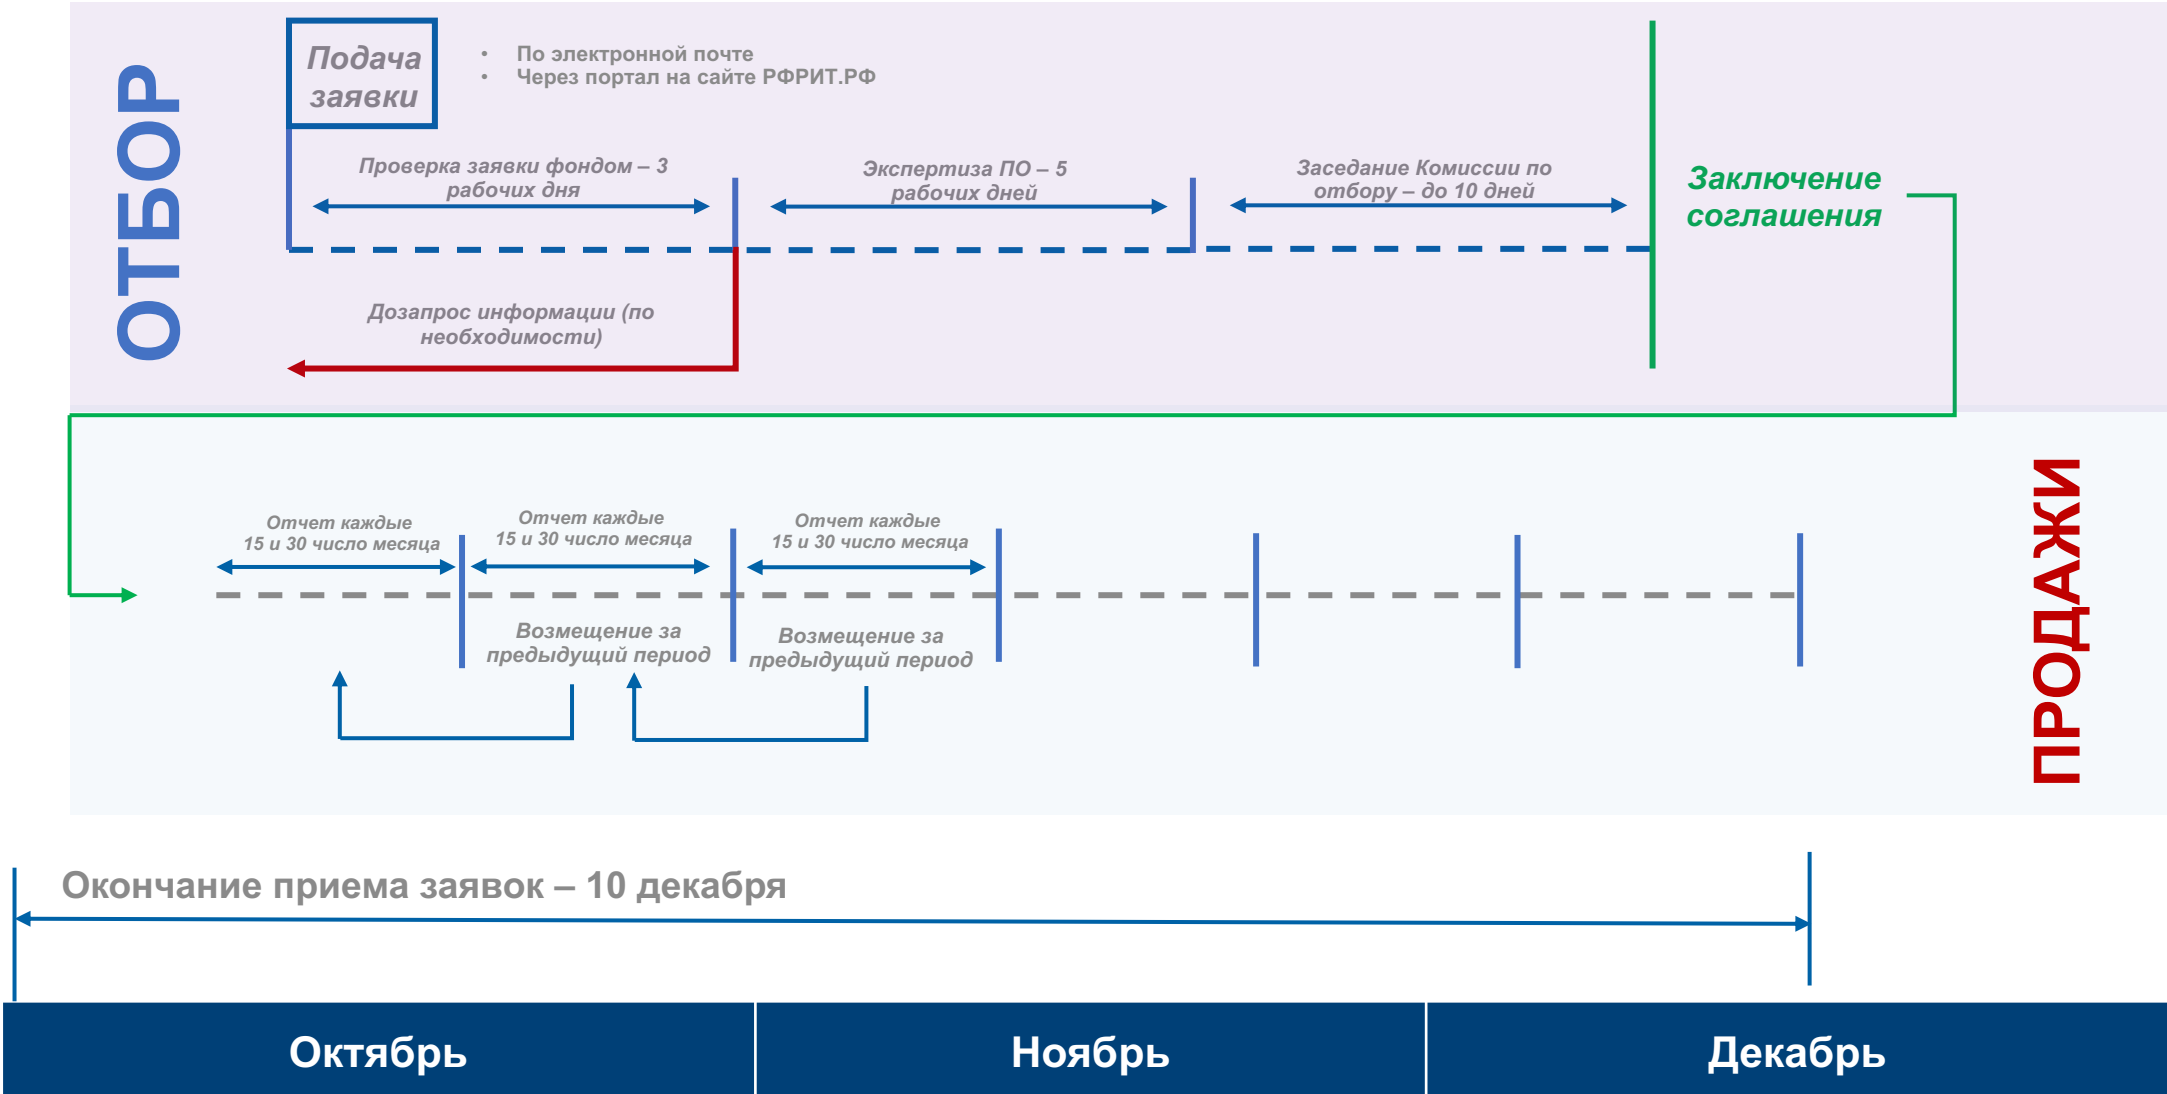 ОТБОР
Подача
заявки
• По электронной почте
• Через портал на сайте РФРИТ.РФ
Проверка заявки фондом – 3
рабочих дня
Экспертиза ПО – 5
рабочих дней
Заседание Комиссии по
отбору – до 10 дней
Заключение
соглашения
Дозапрос информации (по
необходимости)
ПРОДАЖИ
Отчет каждые
15 и 30 число месяца
Отчет каждые
15 и 30 число месяца
Отчет каждые
15 и 30 число месяца
Возмещение за
предыдущий период
Возмещение за
предыдущий период
Окончание приема заявок – 10 декабря
Октябрь
Ноябрь
Декабрь